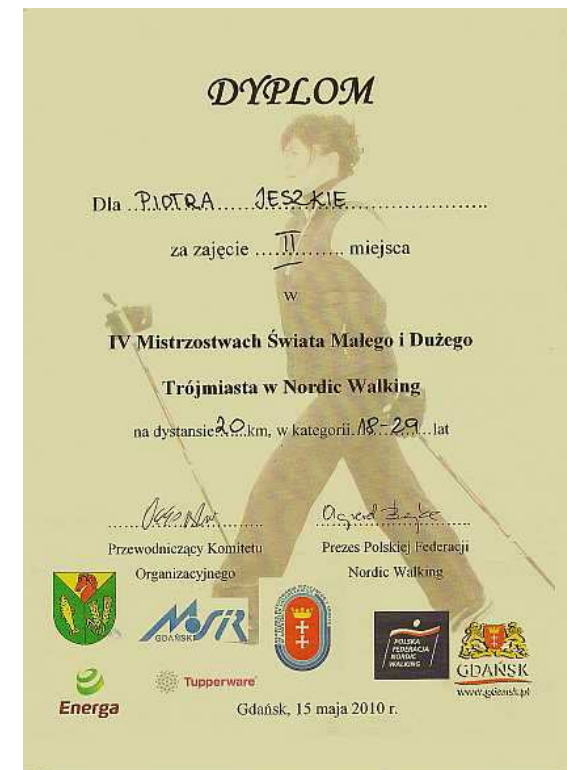 DYPLOM
Dla PIOTRA JESZKIE
za zajęcie II miejsca
w
IV Mistrzostwach Świata Małego i Dużego
Trójmiasta w Nordic Walking
na dystansie 20 km, w kategorii 18-29 lat
Przewodniczący Komitetu
Organizacyjnego
Prezes Polskiej Federacji
Nordic Walking
MOSiR
GDAŃSK
POLSKA
FEDERACJA
NORDIC
WALKING
GDAŃSK
www.gdansk.pl
Energa
Tupperware
Gdańsk, 15 maja 2010 r.